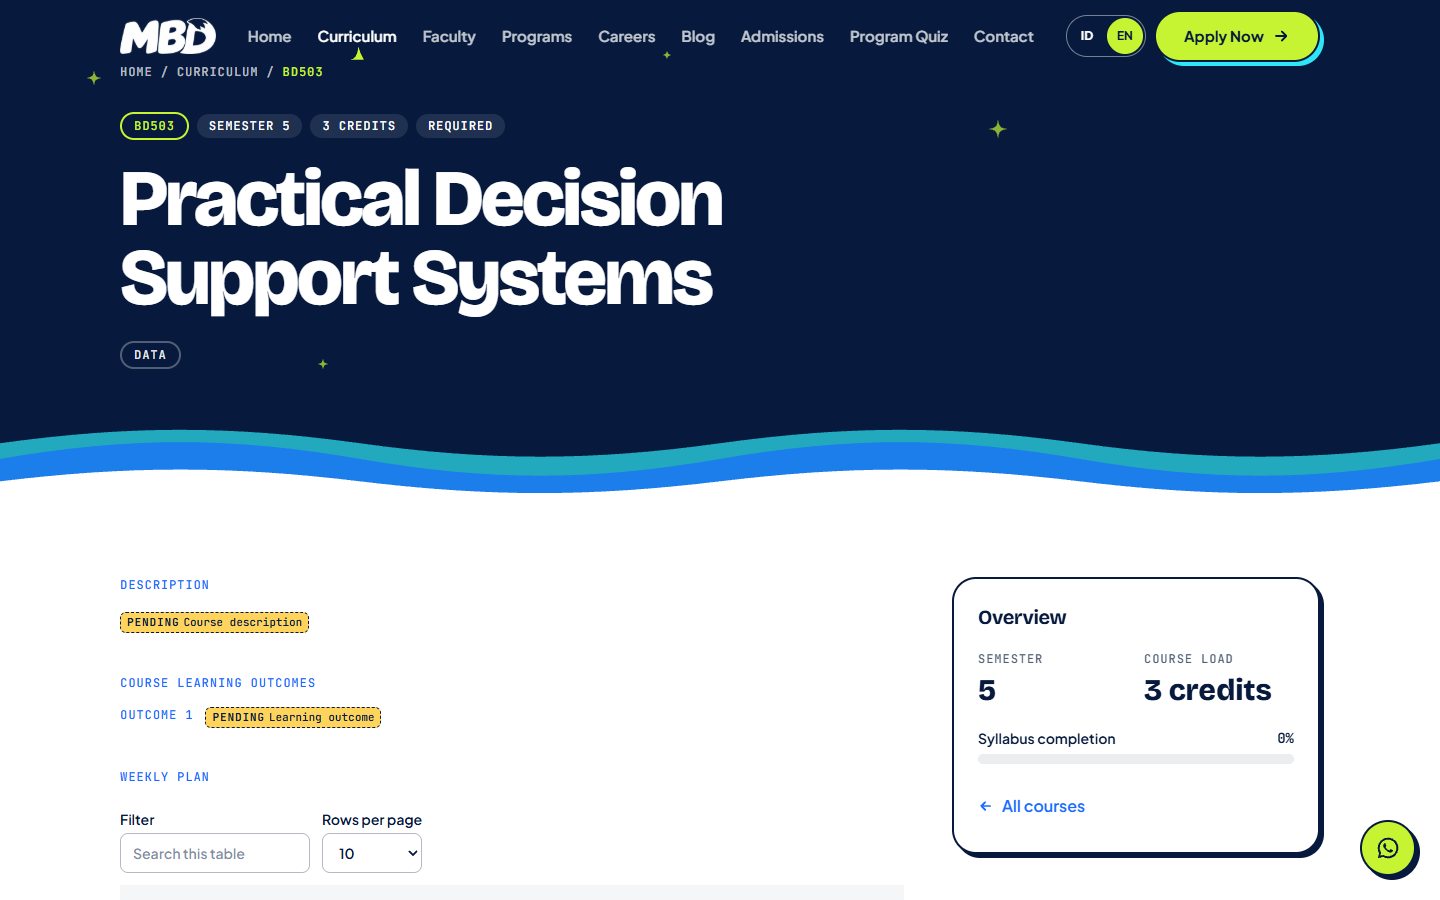 MBD
Home Curriculum Faculty Programs Careers Blog Admissions Program Quiz Contact ID EN Apply Now
HOME / CURRICULUM / BD503
BD503 SEMESTER 5 3 CREDITS REQUIRED
Practical Decision
Support Systems
DATA
DESCRIPTION
PENDING Course description
COURSE LEARNING OUTCOMES
OUTCOME 1 PENDING Learning outcome
WEEKLY PLAN
Filter Rows per page
Search this table 10
Overview
SEMESTER COURSE LOAD
5 3 credits
Syllabus completion 0%
All courses